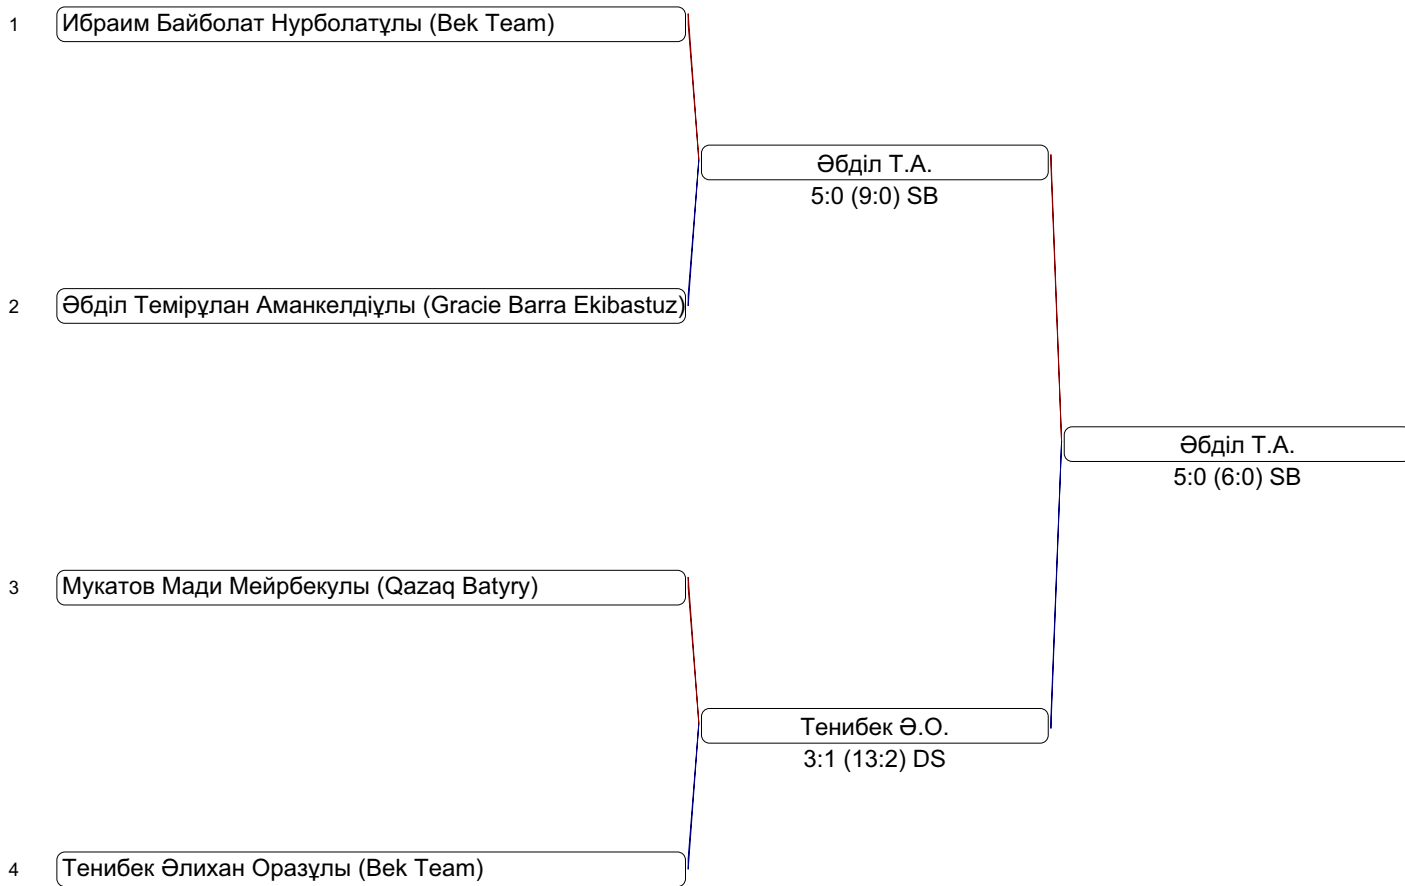 1 Ибраим Байболат Нурболатұлы (Bek Team)
Әбділ Т.А.
5:0 (9:0) SB
2 Әбділ Темірұлан Аманкелдіұлы (Gracie Barra Ekibastuz)
Әбділ Т.А.
5:0 (6:0) SB
3 Мукатов Мади Мейрбекулы (Qazaq Batyry)
Тенибек Ә.О.
3:1 (13:2) DS
4 Тенибек Әлихан Оразұлы (Bek Team)